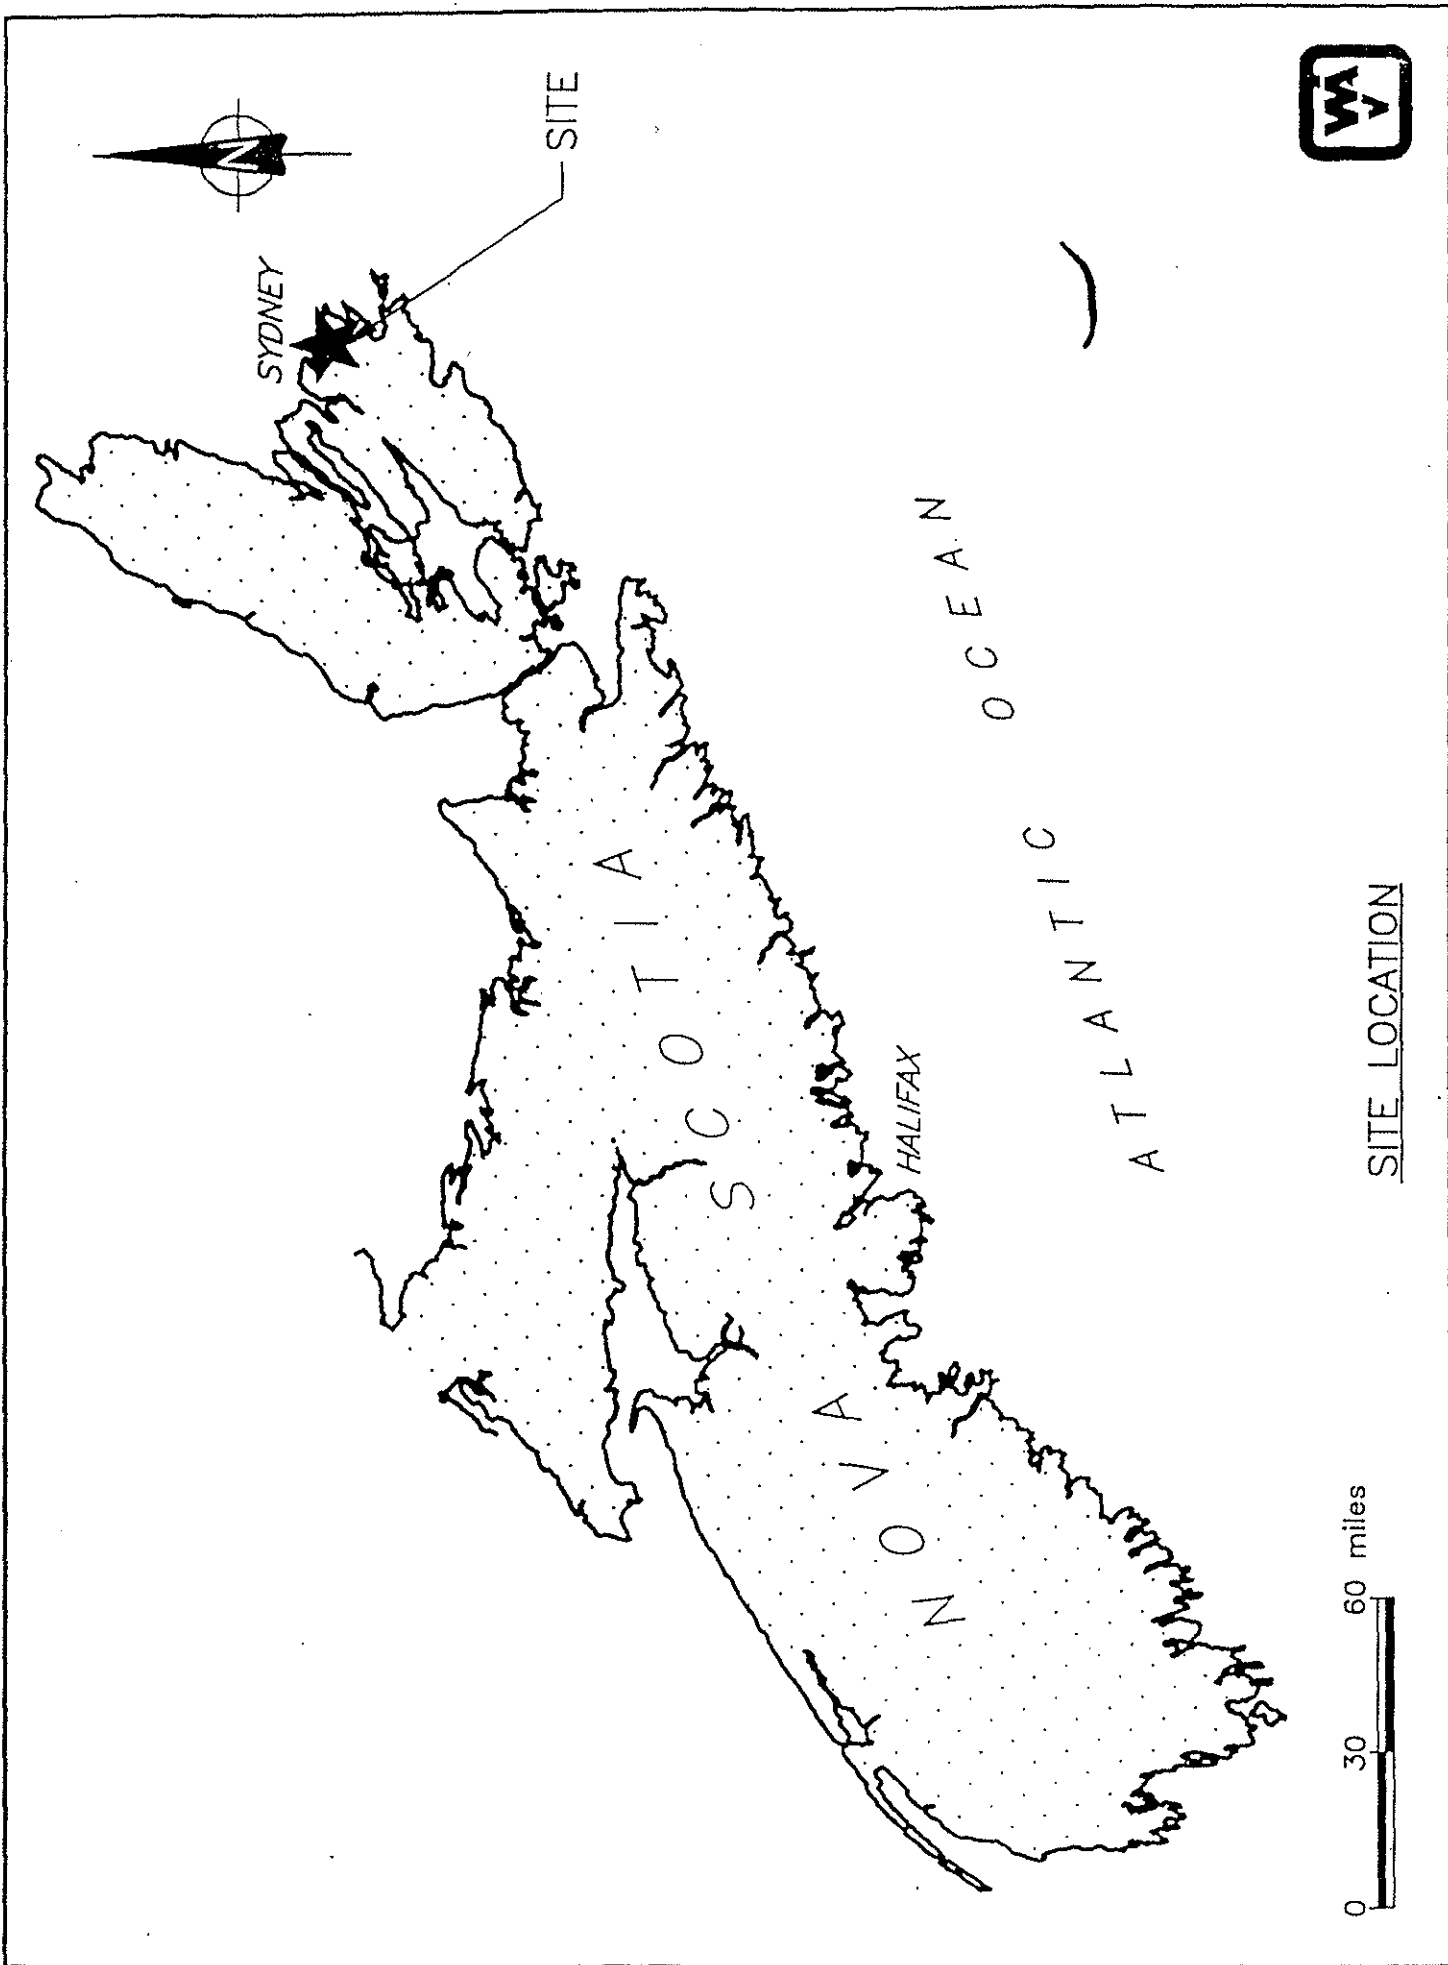 N
SYDNEY
SITE
NOVA SCOTIA
HALIFAX
ATLANTIC OCEAN
0 30 60 miles
SITE LOCATION